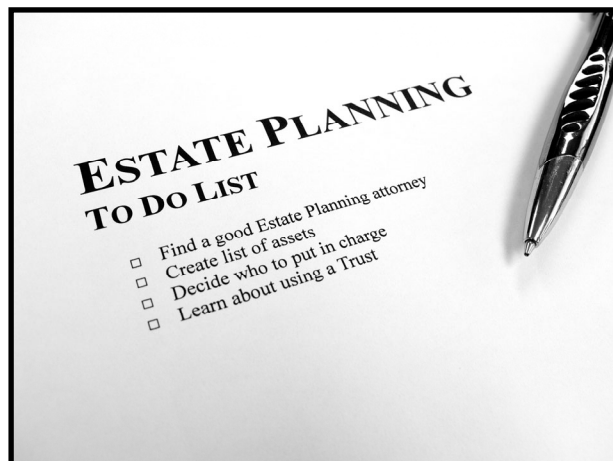 ESTATE PLANNING
TO DO LIST
□ Find a good Estate Planning attorney
□ Create list of assets
□ Decide who to put in charge
□ Learn about using a Trust